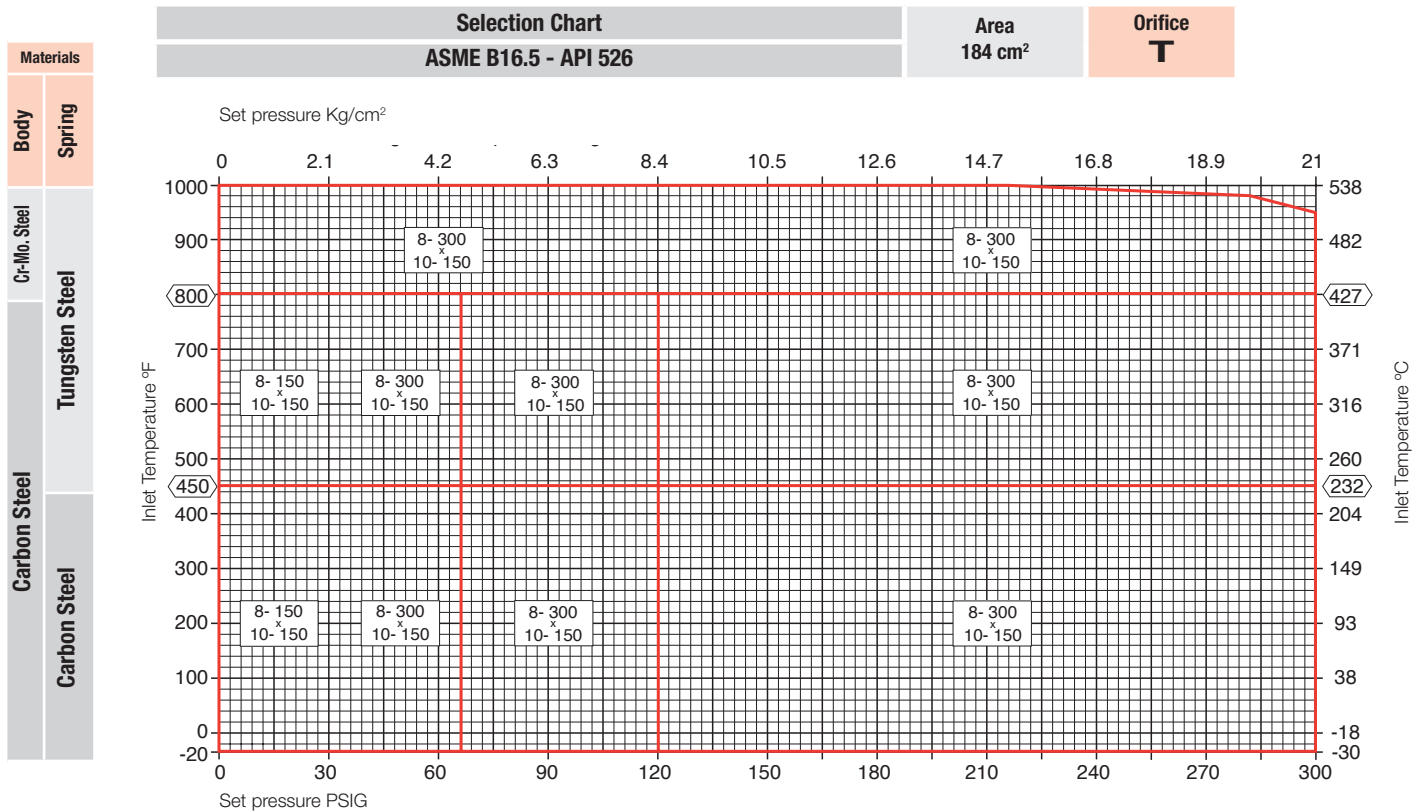 Selection Chart
ASME B16.5 - API 526
Area
184 cm²
Orifice
T
Materials
Body
Spring
Cr-Mo. Steel
Carbon Steel
Tungsten Steel
Carbon Steel
Set pressure Kg/cm²
0 2.1 4.2 6.3 8.4 10.5 12.6 14.7 16.8 18.9 21
1000 538
900 482
8- 300 8- 300
x x
10- 150 10- 150
800 427
700 371
8- 150 8- 300 8- 300 8- 300
x x x x
10- 150 10- 150 10- 150 10- 150
600 316
500 260
450 232
400 204
300 149
8- 150 8- 300 8- 300 8- 300
x x x x
10- 150 10- 150 10- 150 10- 150
200 93
100 38
0 -18
-20 -30
Inlet Temperature ºF
Inlet Temperature ºC
0 30 60 90 120 150 180 210 240 270 300
Set pressure PSIG